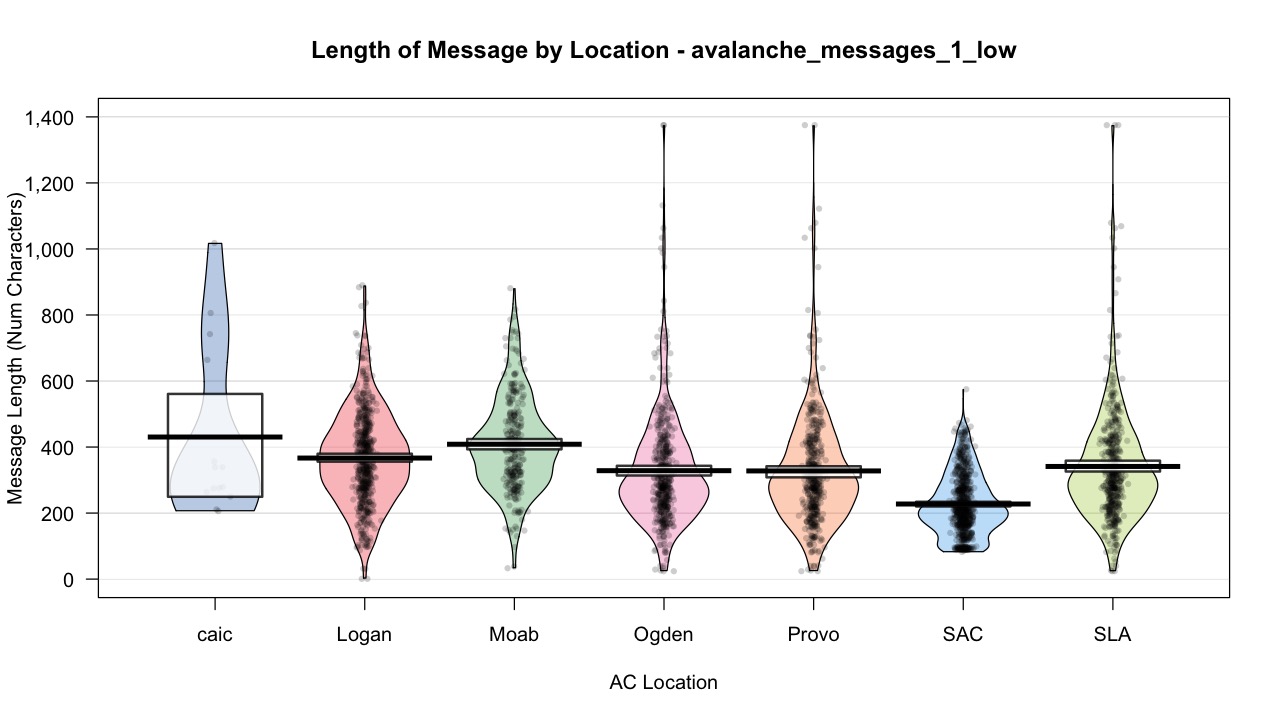 Length of Message by Location - avalanche_messages_1_low
Message Length (Num Characters)
1,400
1,200
1,000
800
600
400
200
0
caic Logan Moab Ogden Provo SAC SLA
AC Location